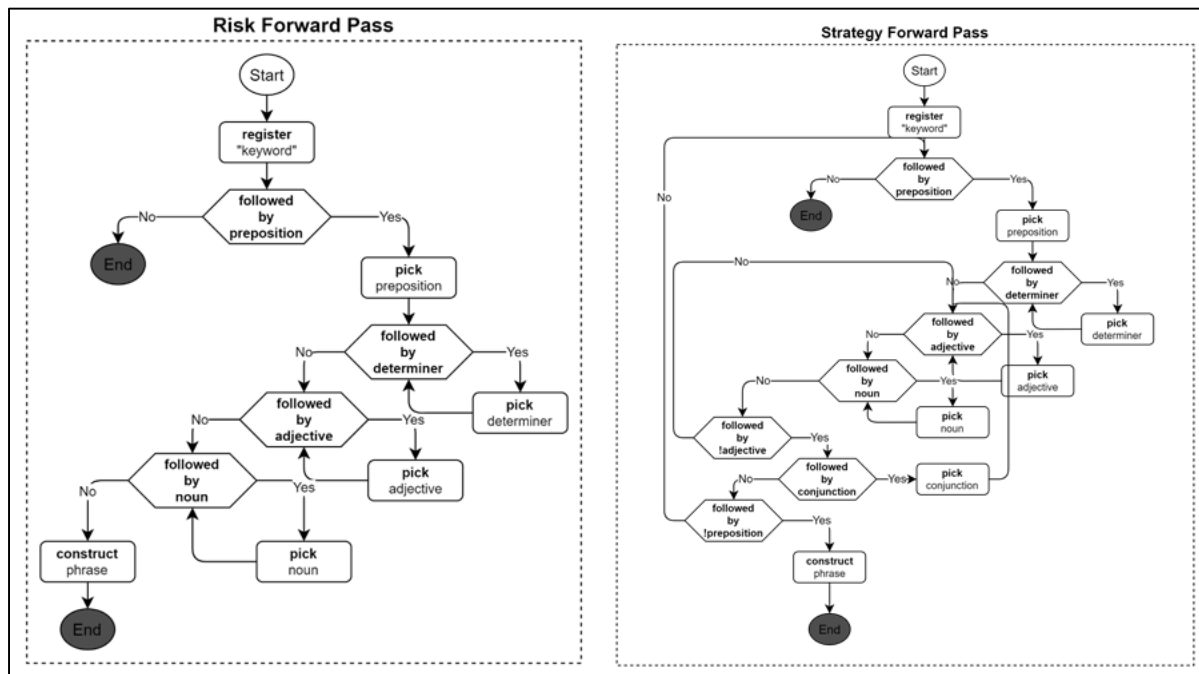 Risk Forward Pass
Start
register
"keyword"
followed
by
preposition
No
Yes
End
pick
preposition
followed
by
determiner
No
Yes
pick
determiner
followed
by
adjective
No
Yes
pick
adjective
followed
by
noun
No
Yes
pick
noun
construct
phrase
End
Strategy Forward Pass
Start
register
"keyword"
followed
by
preposition
No
Yes
No
End
pick
preposition
followed
by
determiner
No
Yes
pick
determiner
No
followed
by
adjective
No
Yes
pick
adjective
followed
by
noun
No
Yes
pick
noun
followed
by
!adjective
Yes
followed
by
conjunction
Yes
pick
conjunction
No
followed
by
!preposition
Yes
construct
phrase
End